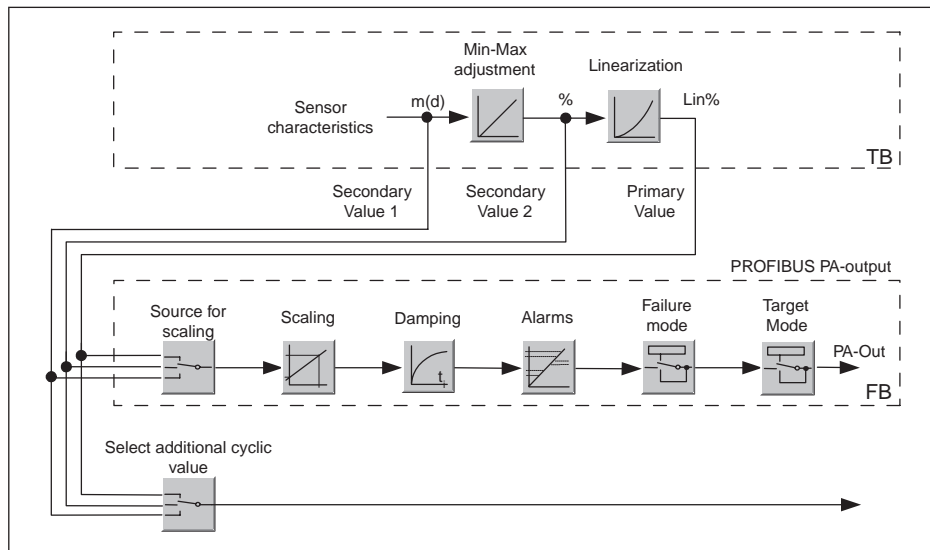 Min-Max
adjustment
Linearization
Sensor
characteristics
m(d)
%
Lin%
TB
Secondary
Value 1
Secondary
Value 2
Primary
Value
PROFIBUS PA-output
Source for
scaling
Scaling
Damping
Alarms
Failure
mode
Target
Mode
t
PA-Out
FB
Select additional cyclic
value